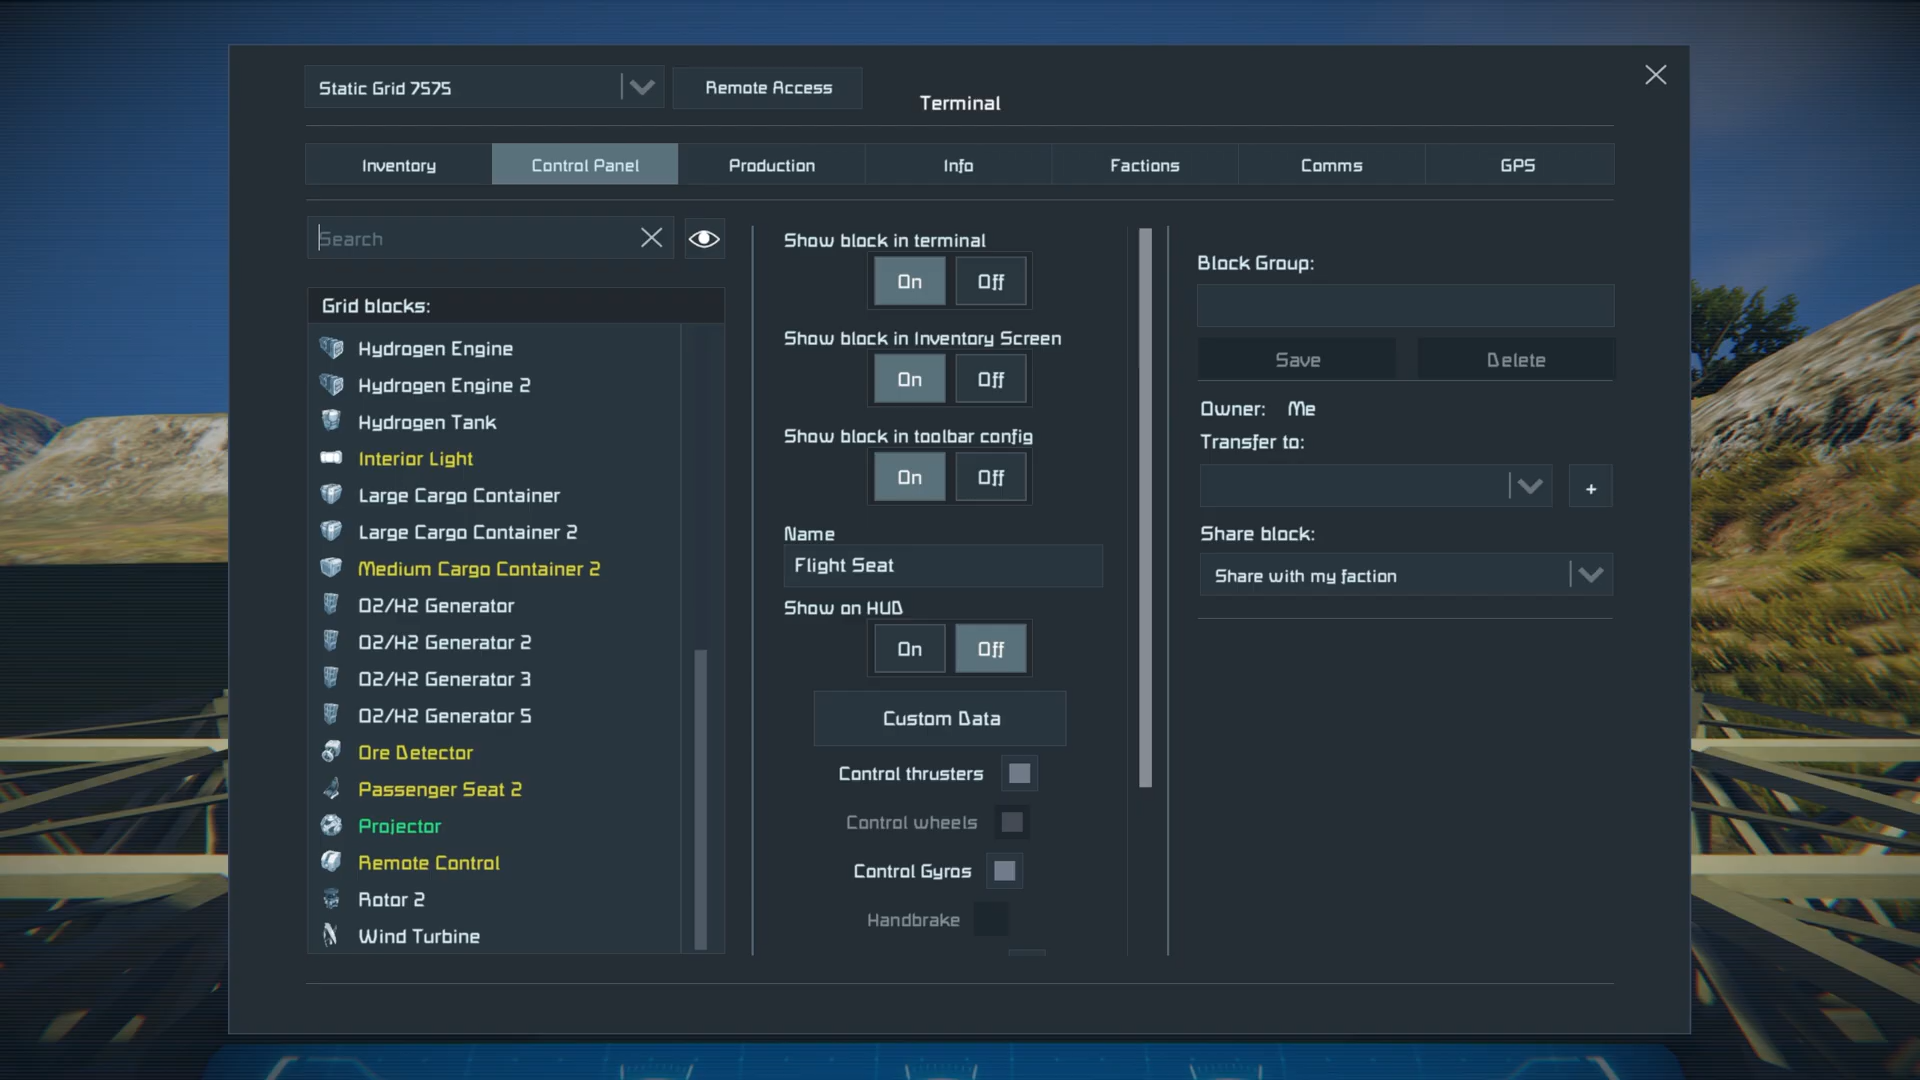 Static Grid 7575
Remote Access
Terminal
Inventory
Control Panel
Production
Info
Factions
Comms
GPS
Search
Grid blocks:
Hydrogen Engine
Hydrogen Engine 2
Hydrogen Tank
Interior Light
Large Cargo Container
Large Cargo Container 2
Medium Cargo Container 2
O2/H2 Generator
O2/H2 Generator 2
O2/H2 Generator 3
O2/H2 Generator 5
Ore Detector
Passenger Seat 2
Projector
Remote Control
Rotor 2
Wind Turbine
Show block in terminal
On
Off
Show block in Inventory Screen
On
Off
Show block in toolbar config
On
Off
Name
Flight Seat
Show on HUD
On
Off
Custom Data
Control thrusters
Control wheels
Control Gyros
Handbrake
Block Group:
Save
Delete
Owner: Me
Transfer to:
+
Share block:
Share with my faction